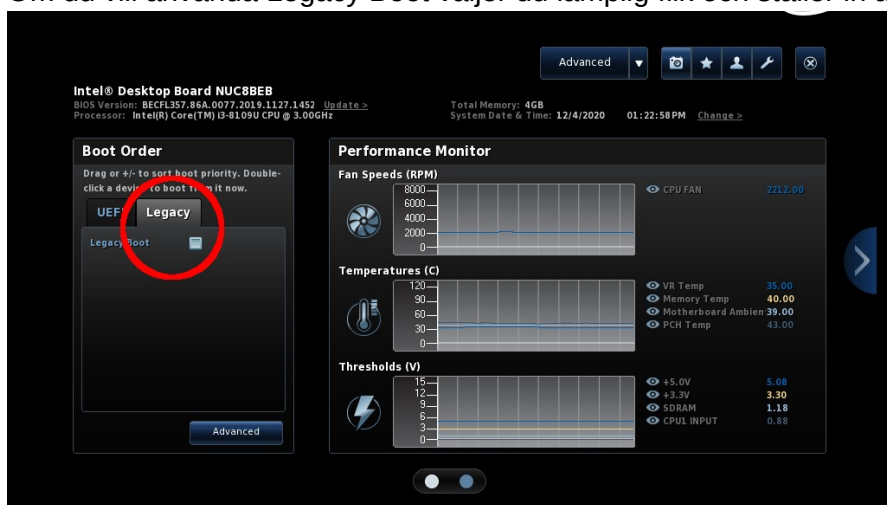 Advanced
Intel® Desktop Board NUC8BEB
BIOS Version: BECFL357.86A.0077.2019.1127.1452 Update >
Processor: Intel(R) Core(TM) i3-8109U CPU @ 3.00GHz
Total Memory: 4GB
System Date & Time: 12/4/2020 01:22:58 PM Change >
Boot Order
Drag or +/- to sort boot priority. Double-
click a device to boot from it now.
UEFI Legacy
Legacy Boot
Advanced
Performance Monitor
Fan Speeds (RPM)
8000
6000
4000
2000
0
CPU FAN 2212.00
Temperatures (C)
120
90
60
30
0
VR Temp 35.00
Memory Temp 40.00
Motherboard Ambien 39.00
PCH Temp 43.00
Thresholds (V)
15
12
9
6
3
0
+5.0V 5.08
+3.3V 3.30
SDRAM 1.18
CPU1 INPUT 0.88